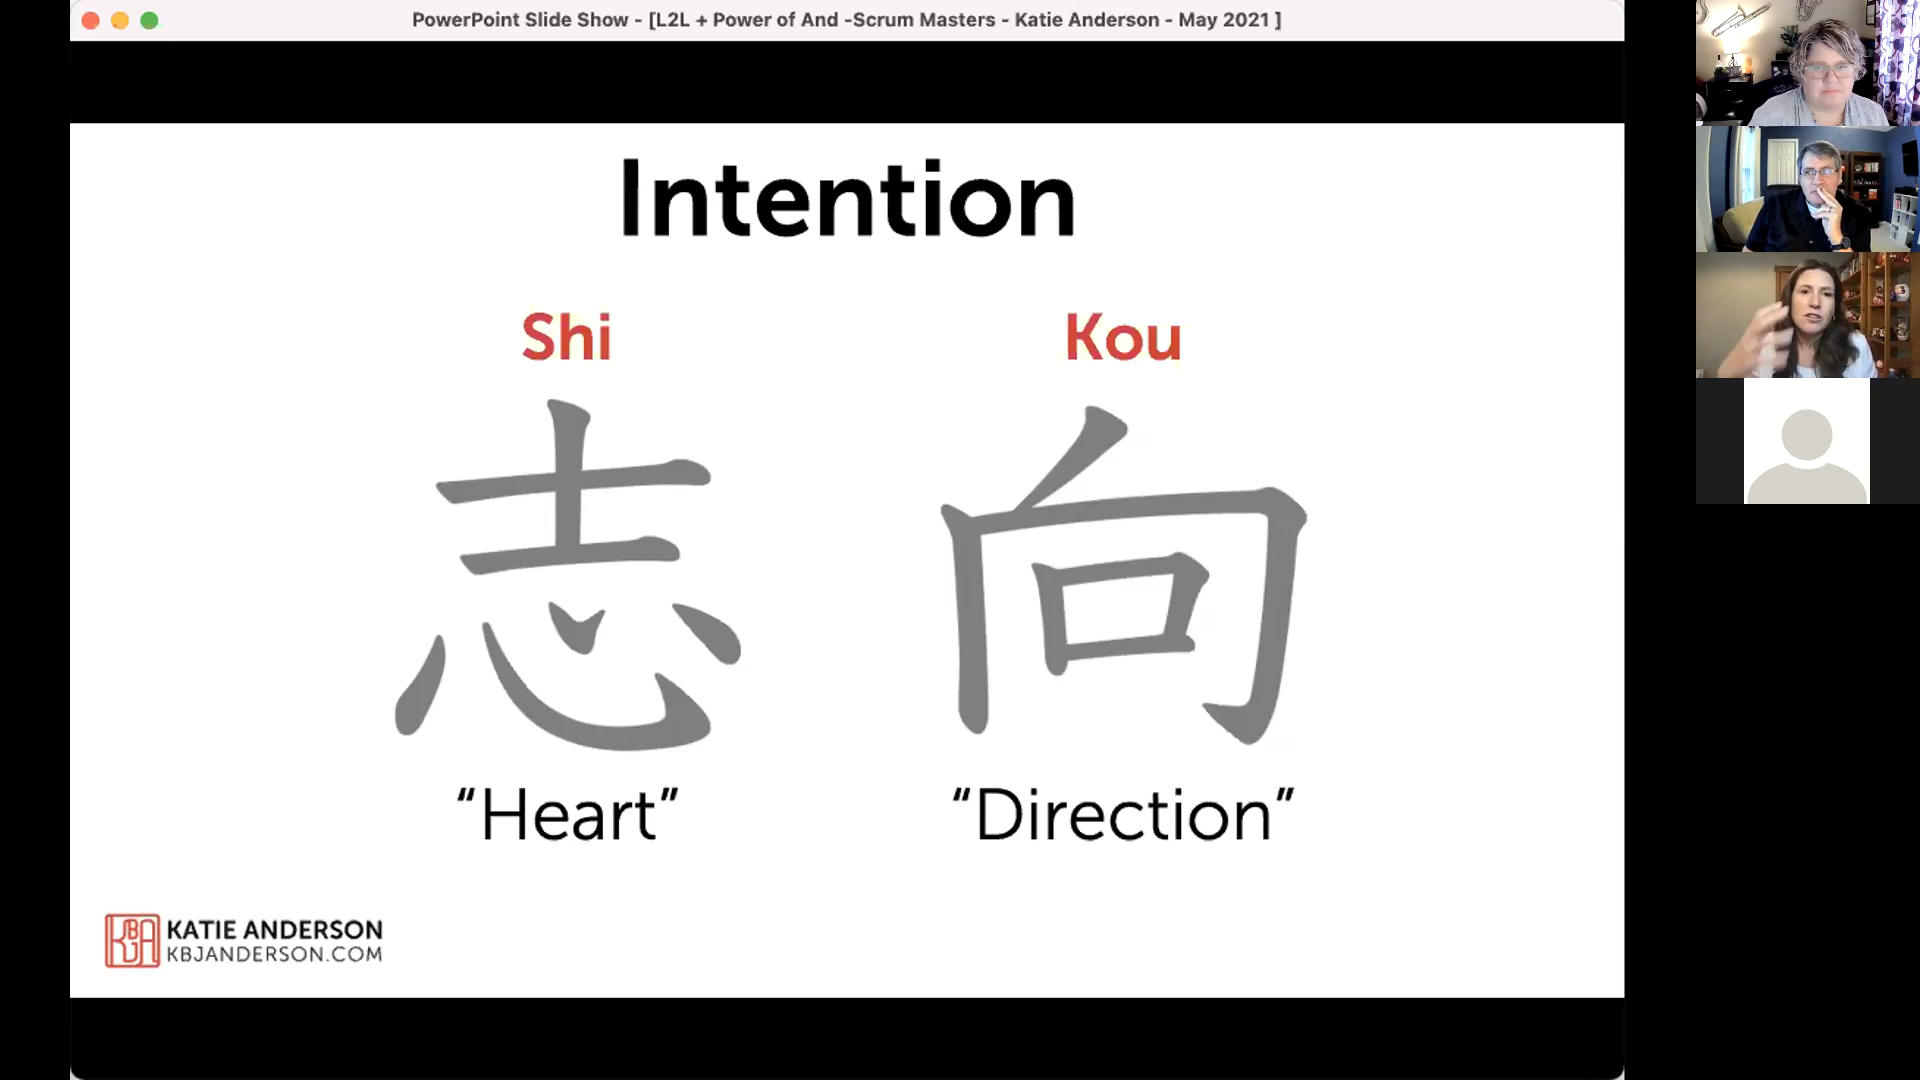 PowerPoint Slide Show - [L2L + Power of And -Scrum Masters - Katie Anderson - May 2021 ]
Intention
Shi Kou
志 向
“Heart” “Direction”
KBJA
KATIE ANDERSON
KBJANDERSON.COM